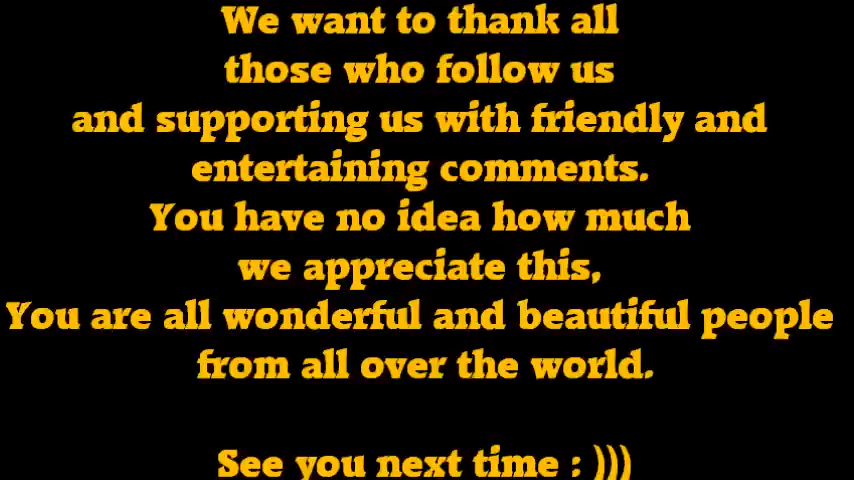 We want to thank all
those who follow us
and supporting us with friendly and
entertaining comments.
You have no idea how much
we appreciate this,
You are all wonderful and beautiful people
from all over the world.
See you next time : )))